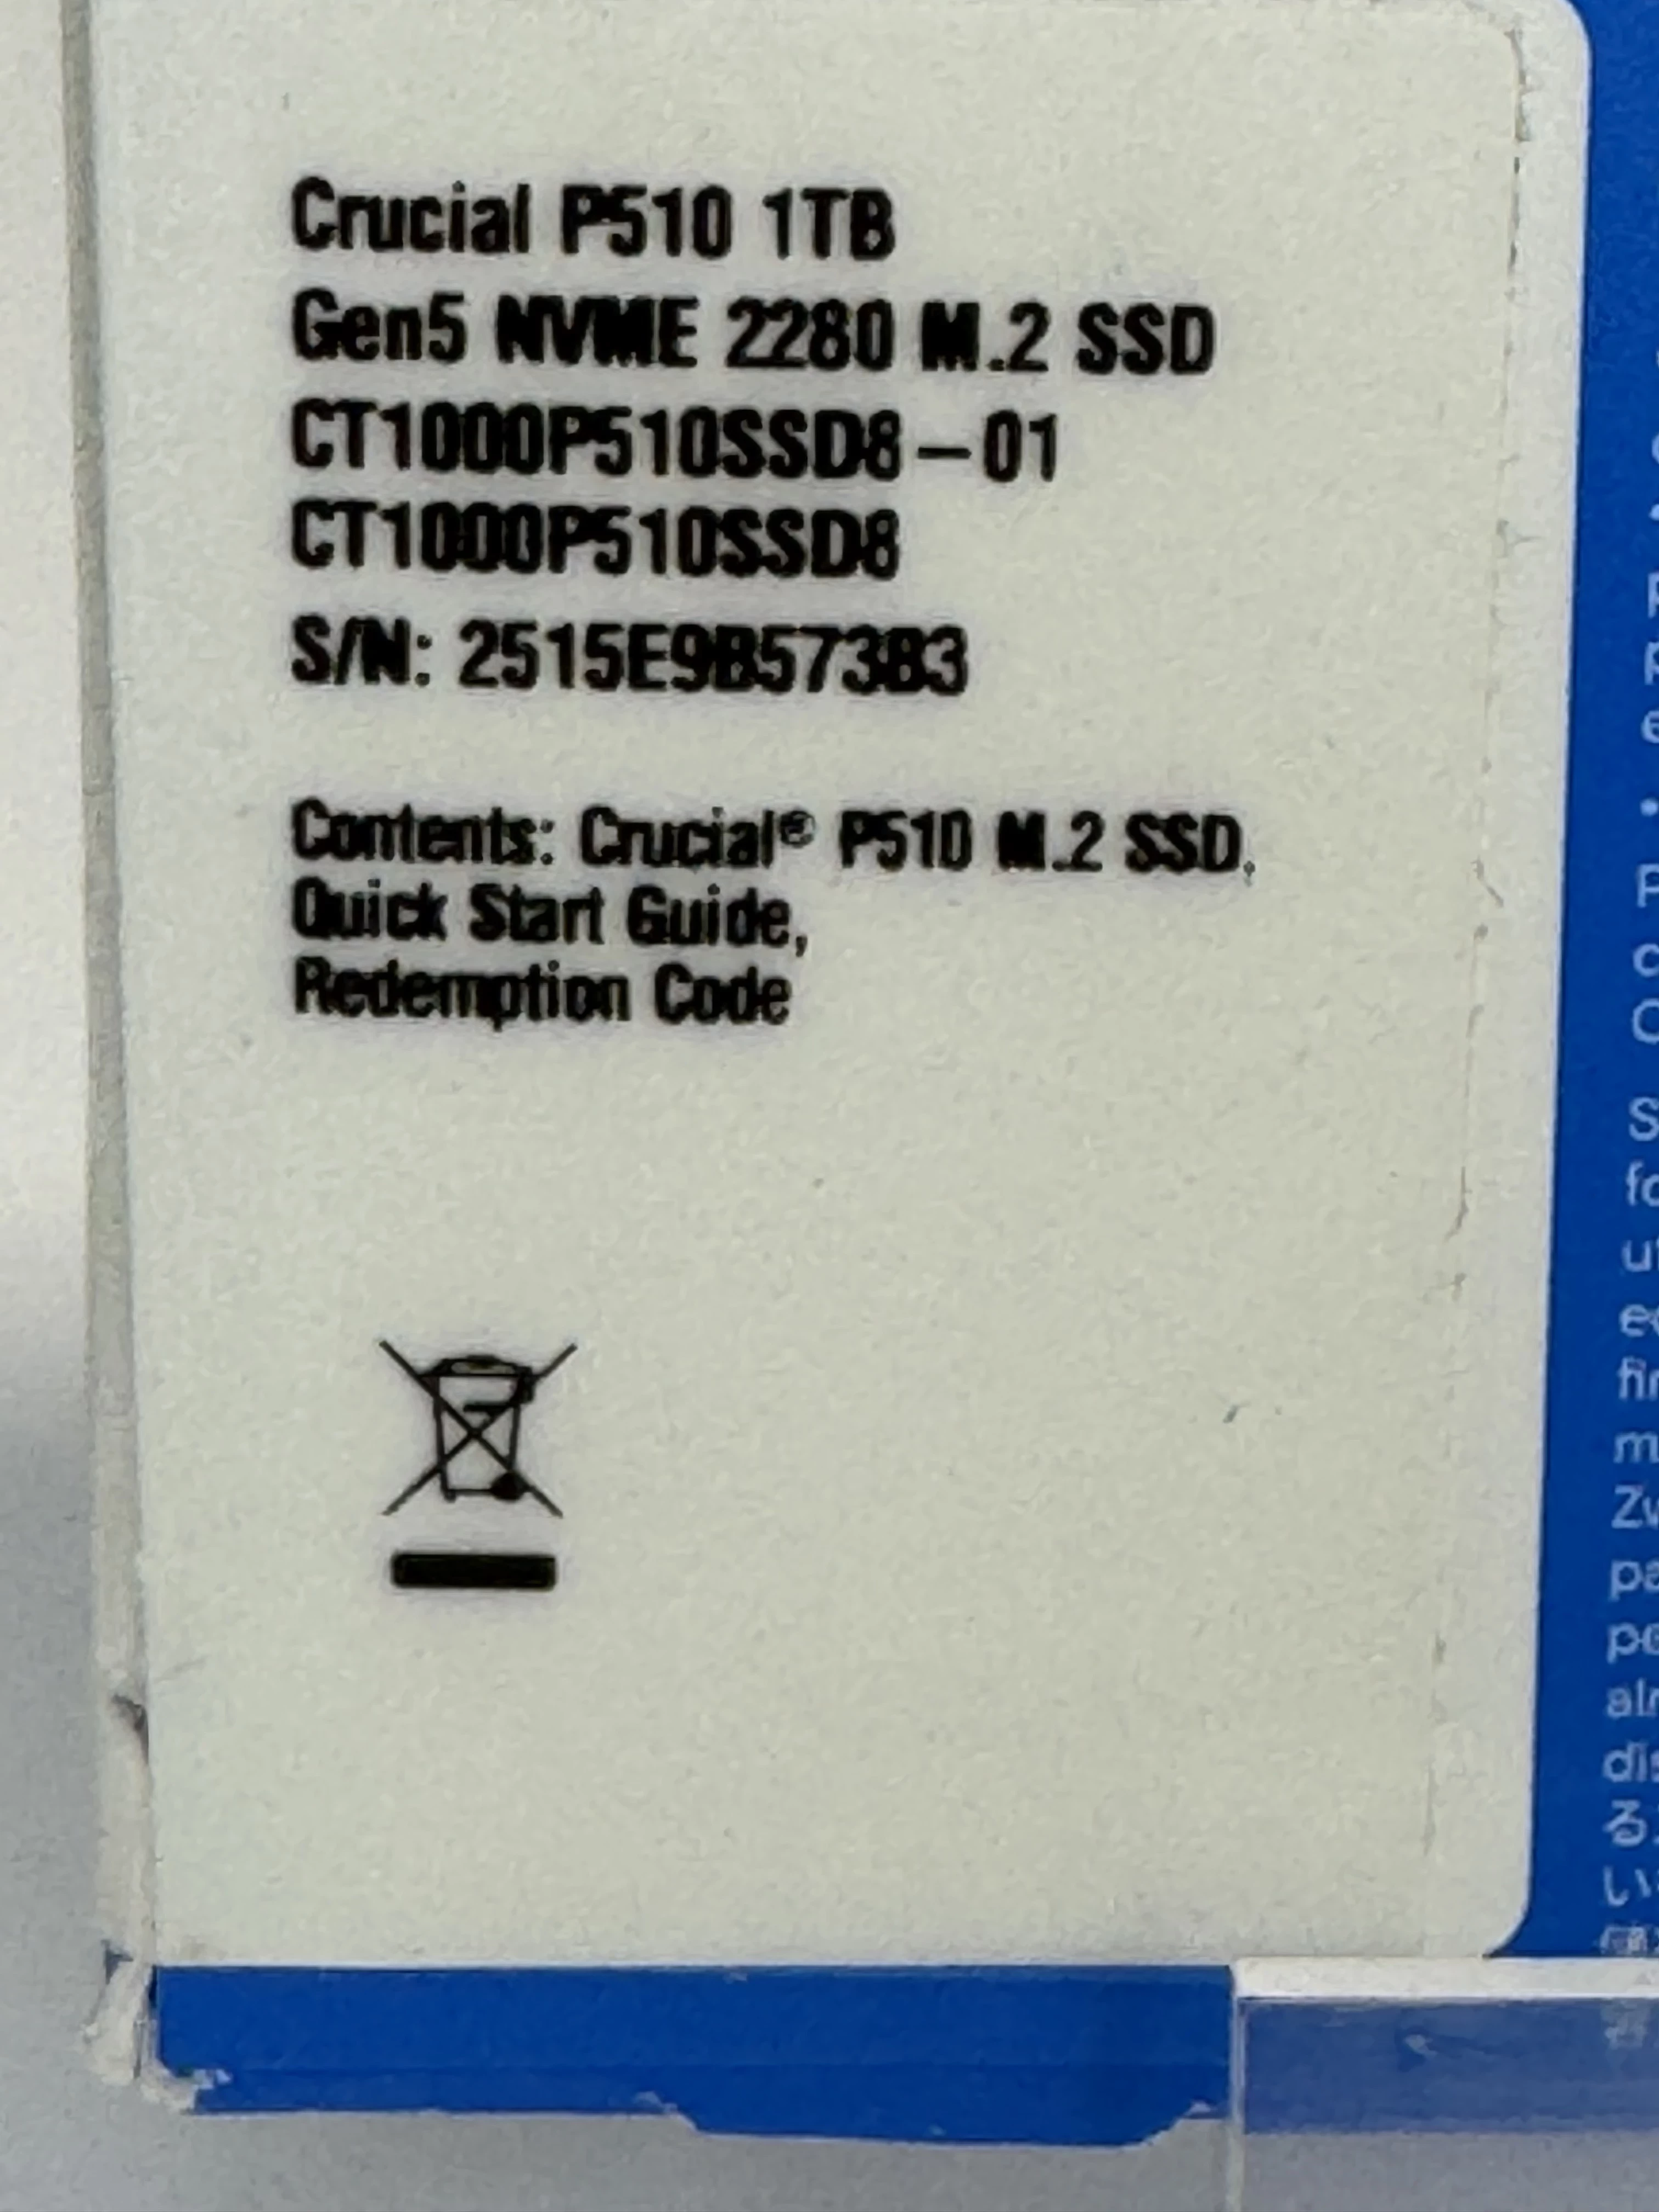 Crucial P510 1TB
Gen5 NVME 2280 M.2 SSD
CT1000P510SSD8-01
CT1000P510SSD8
S/N: 2515E9B573B3
Contents: Crucial® P510 M.2 SSD,
Quick Start Guide,
Redemption Code